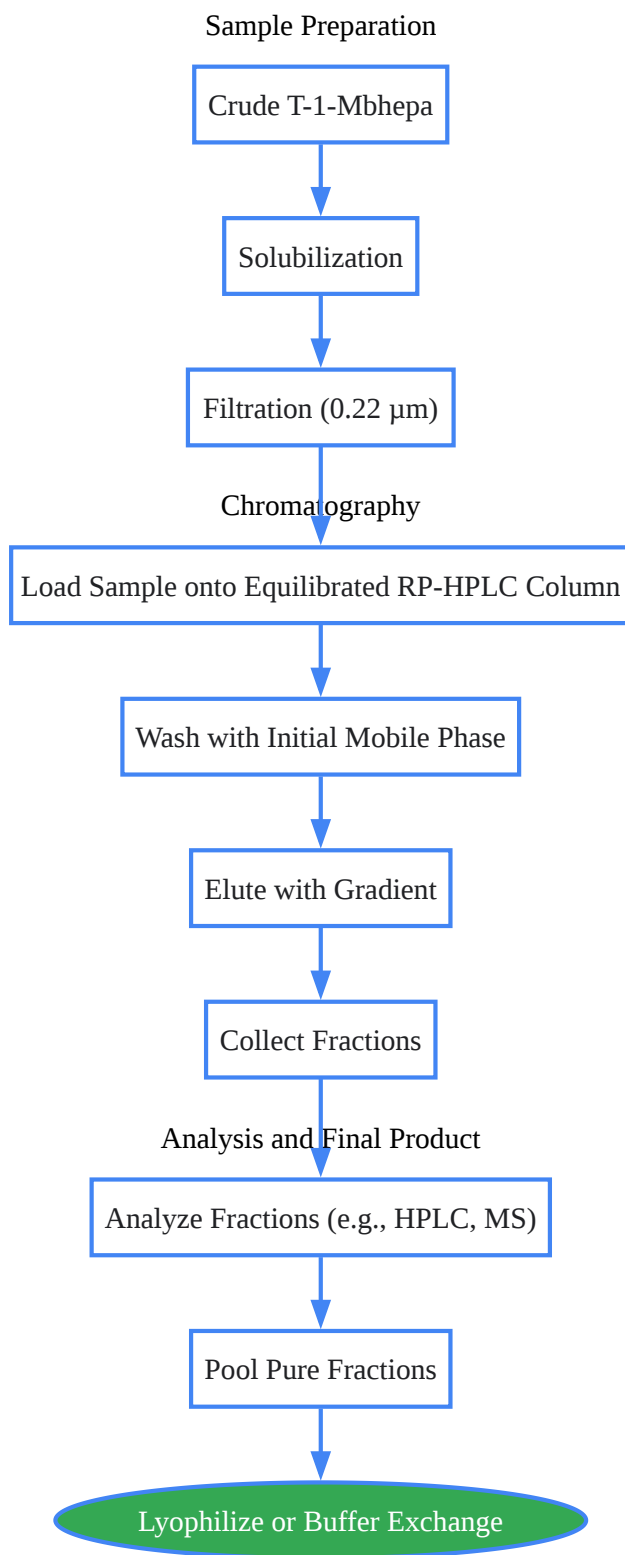 Sample Preparation
Crude T-1-Mbhepa
Solubilization
Filtration (0.22 µm)
Chromatography
Load Sample onto Equilibrated RP-HPLC Column
Wash with Initial Mobile Phase
Elute with Gradient
Collect Fractions
Analysis and Final Product
Analyze Fractions (e.g., HPLC, MS)
Pool Pure Fractions
Lyophilize or Buffer Exchange